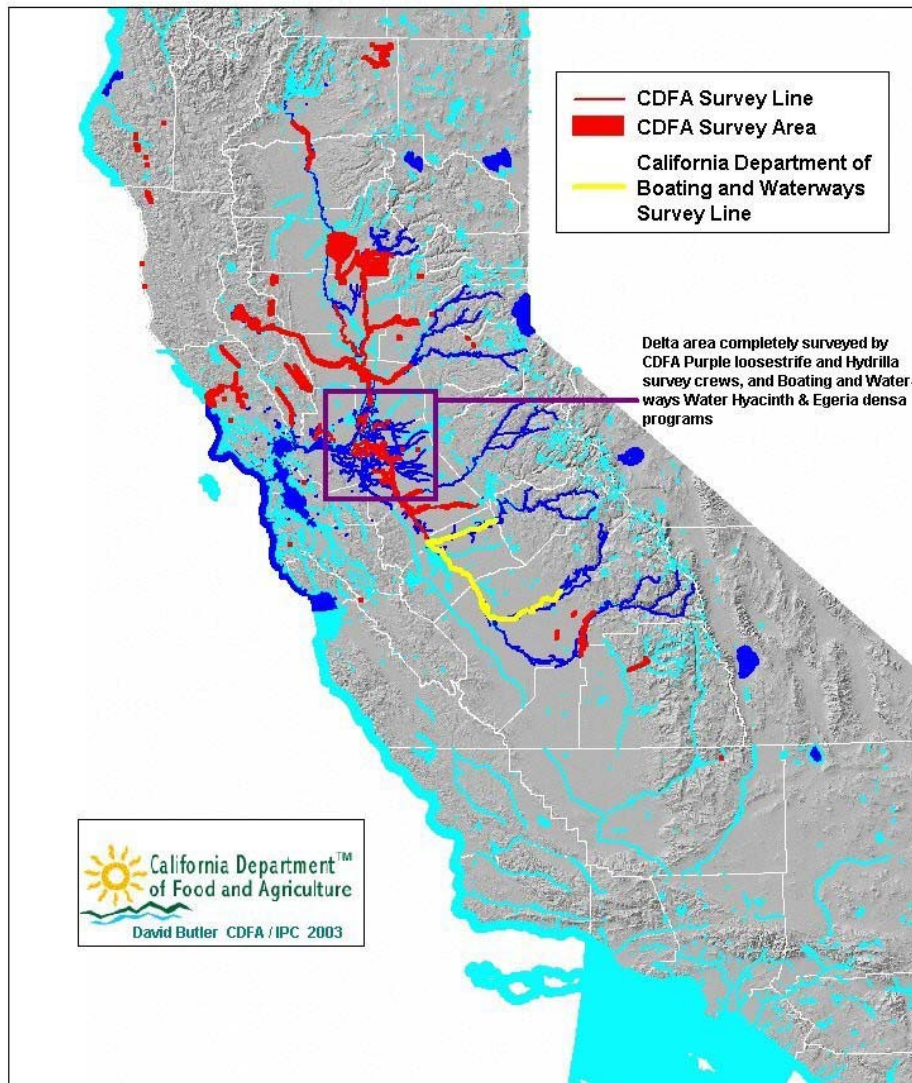 CDFA Survey Line
CDFA Survey Area
California Department of
Boating and Waterways
Survey Line
Delta area completely surveyed by
CDFA Purple loosestrife and Hydrilla
survey crews, and Boating and Water-
ways Water Hyacinth & Egeria densa
programs
California Department™
of Food and Agriculture
David Butler CDFA / IPC 2003